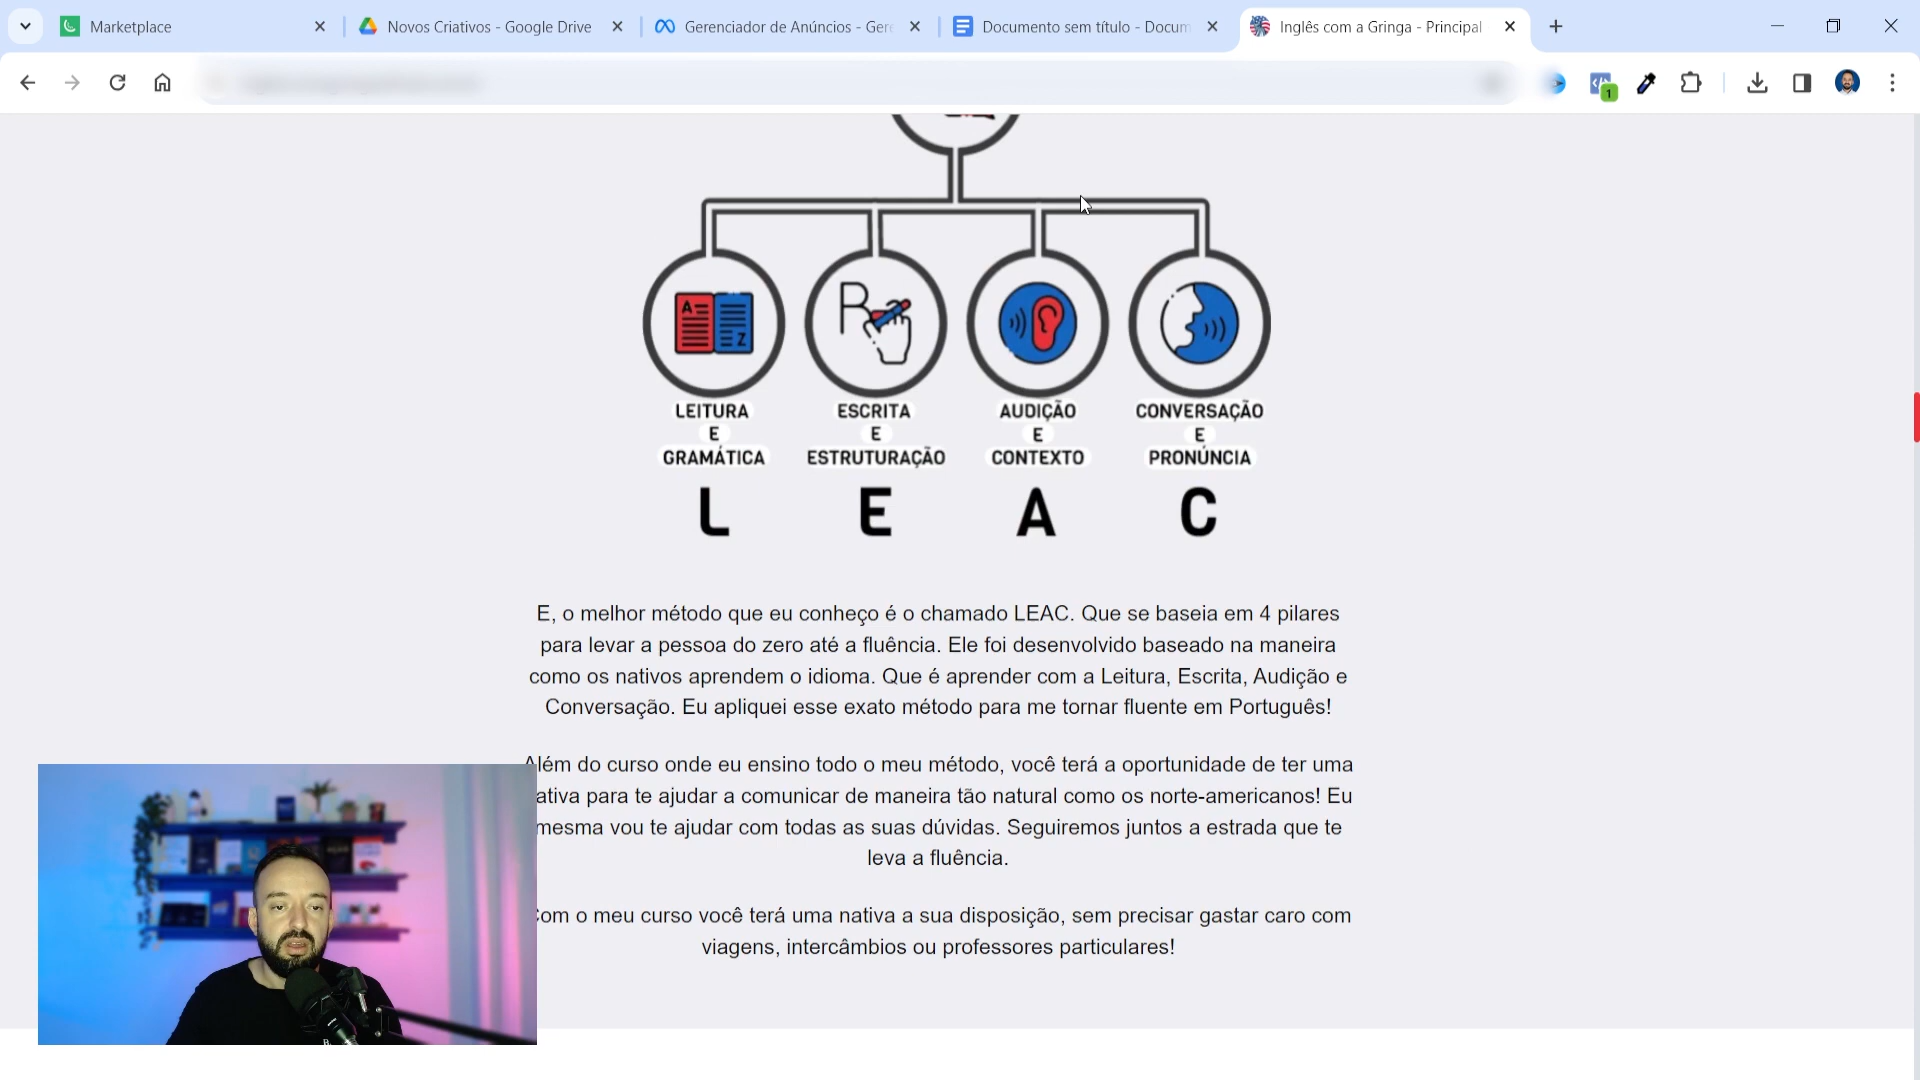 Marketplace
Novos Criativos - Google Drive
Gerenciador de Anúncios - Gere
Documento sem título - Docum
Inglês com a Gringa - Principal
1
A
Z
R
LEITURA
E
GRAMÁTICA
ESCRITA
E
ESTRUTURAÇÃO
AUDIÇÃO
E
CONTEXTO
CONVERSAÇÃO
E
PRONÚNCIA
L E A C
E, o melhor método que eu conheço é o chamado LEAC. Que se baseia em 4 pilares
para levar a pessoa do zero até a fluência. Ele foi desenvolvido baseado na maneira
como os nativos aprendem o idioma. Que é aprender com a Leitura, Escrita, Audição e
Conversação. Eu apliquei esse exato método para me tornar fluente em Português!
Além do curso onde eu ensino todo o meu método, você terá a oportunidade de ter uma
ativa para te ajudar a comunicar de maneira tão natural como os norte-americanos! Eu
mesma vou te ajudar com todas as suas dúvidas. Seguiremos juntos a estrada que te
leva a fluência.
Com o meu curso você terá uma nativa a sua disposição, sem precisar gastar caro com
viagens, intercâmbios ou professores particulares!